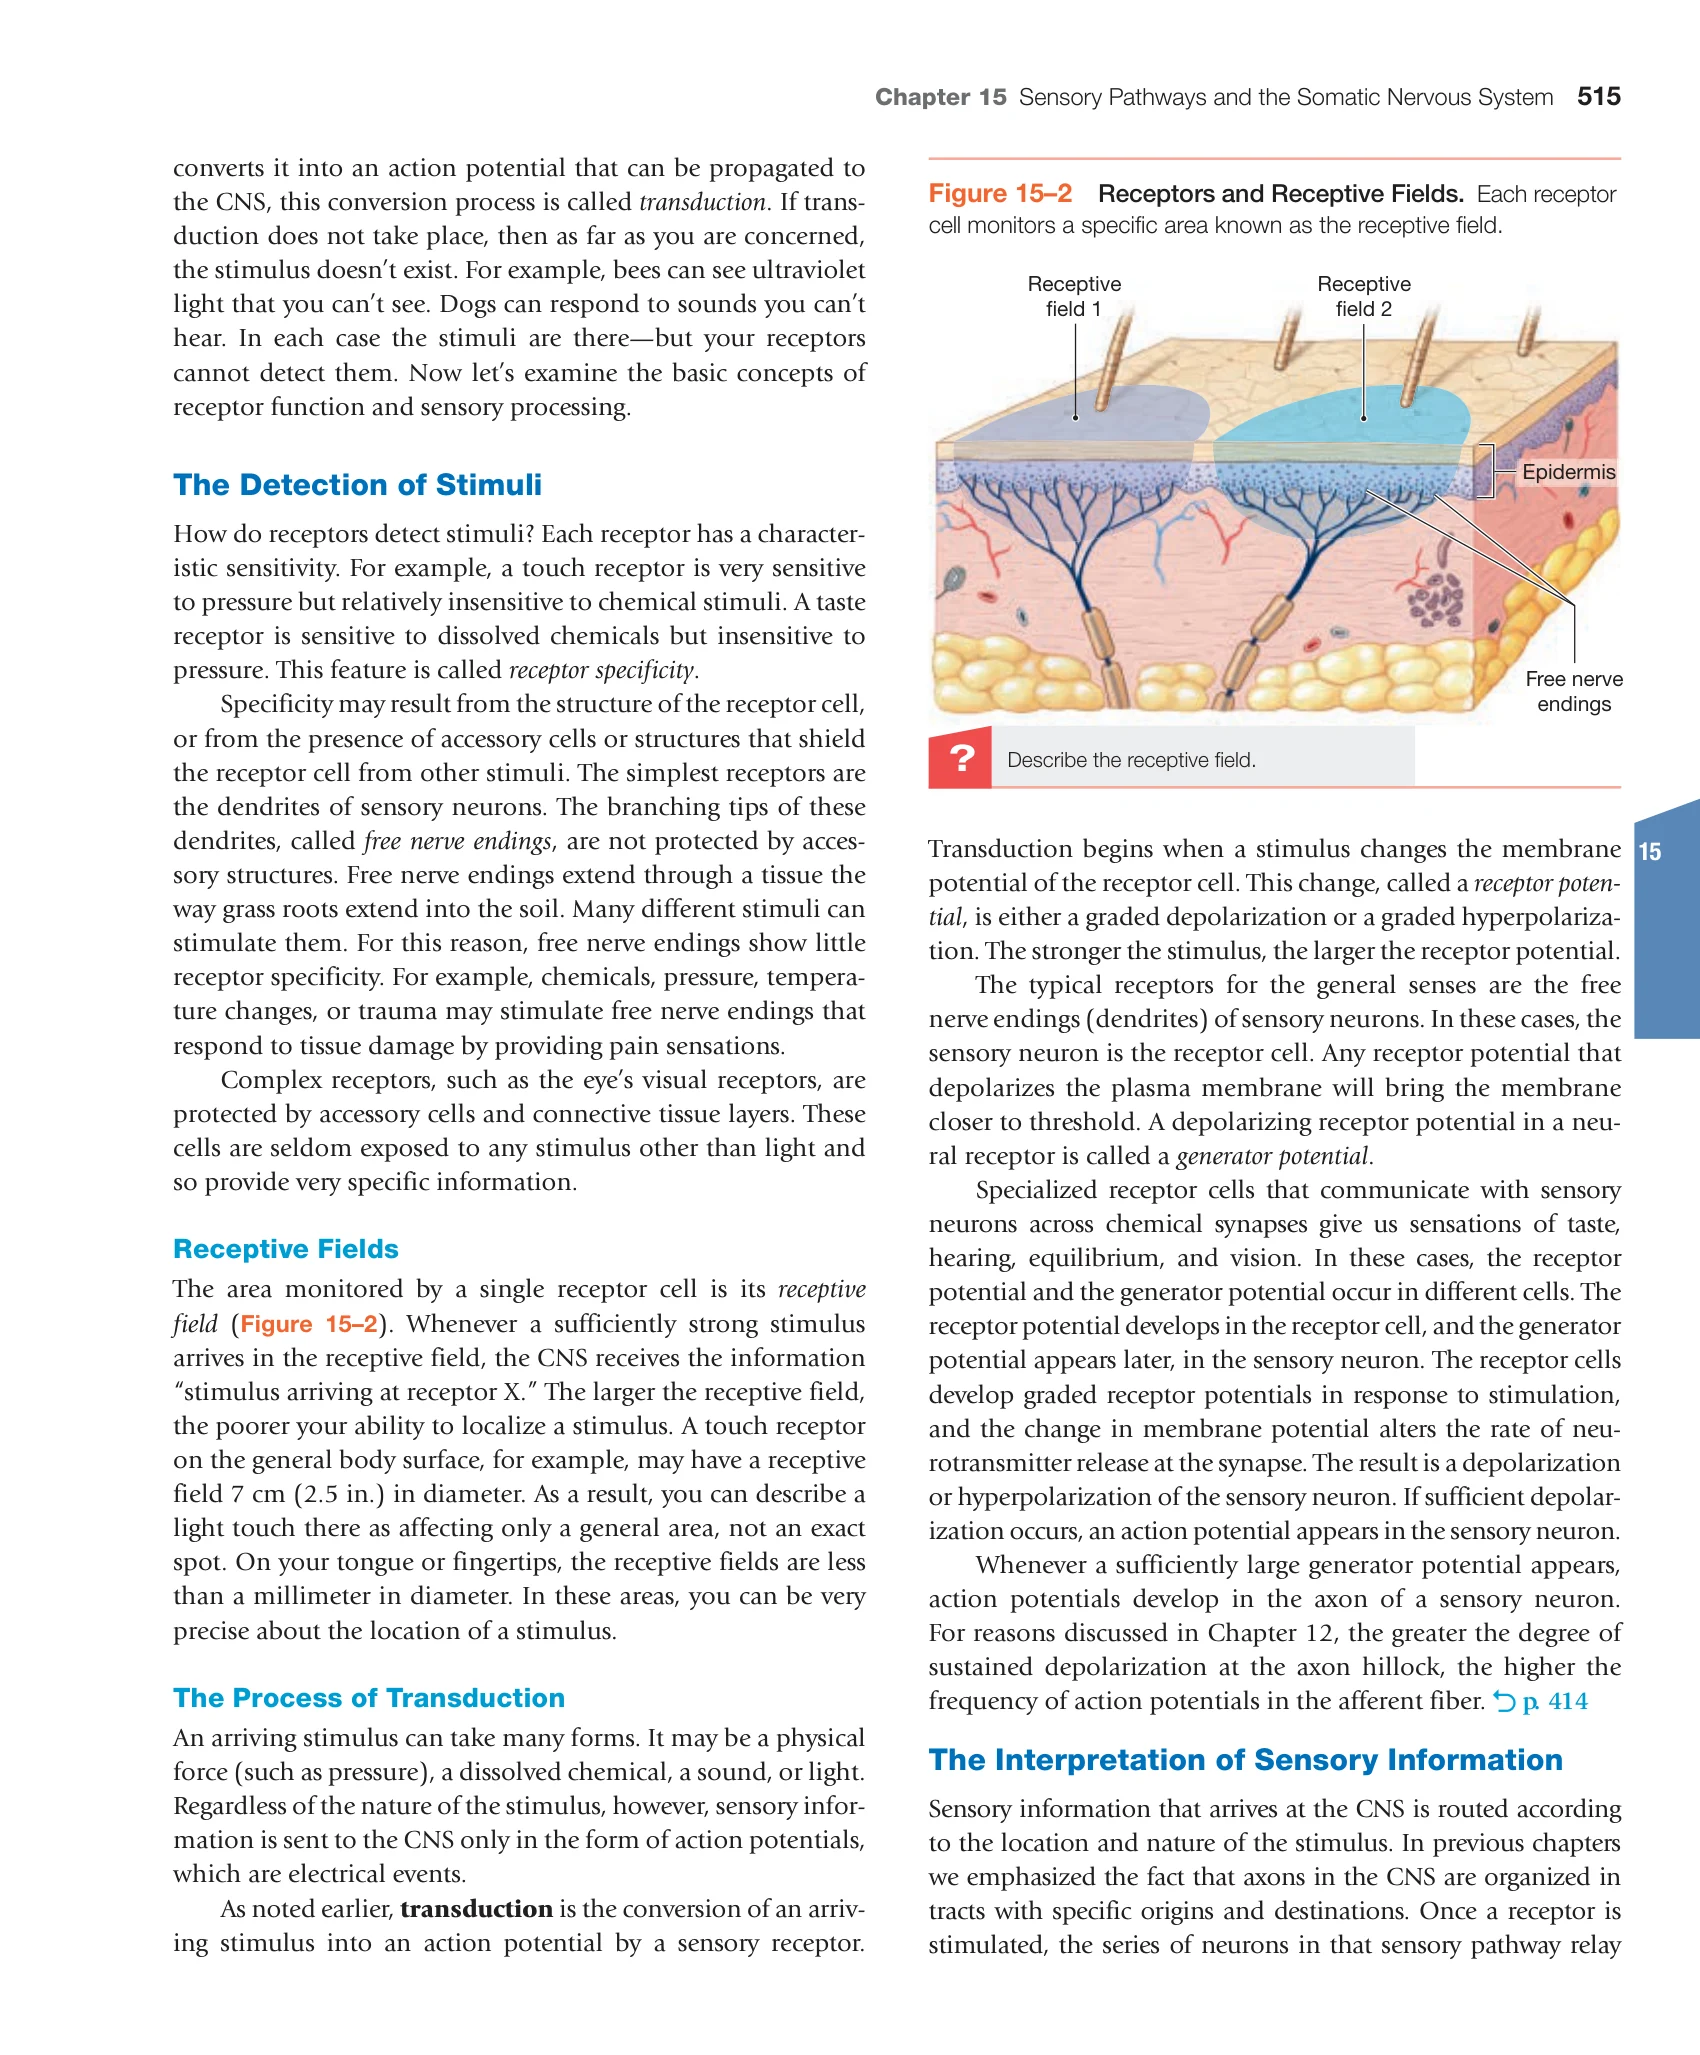 Chapter 15 Sensory Pathways and the Somatic Nervous System 515
converts it into an action potential that can be propagated to
the CNS, this conversion process is called transduction. If trans-
duction does not take place, then as far as you are concerned,
the stimulus doesn’t exist. For example, bees can see ultraviolet
light that you can’t see. Dogs can respond to sounds you can’t
hear. In each case the stimuli are there—but your receptors
cannot detect them. Now let’s examine the basic concepts of
receptor function and sensory processing.
The Detection of Stimuli
How do receptors detect stimuli? Each receptor has a character-
istic sensitivity. For example, a touch receptor is very sensitive
to pressure but relatively insensitive to chemical stimuli. A taste
receptor is sensitive to dissolved chemicals but insensitive to
pressure. This feature is called receptor specificity.
Specificity may result from the structure of the receptor cell,
or from the presence of accessory cells or structures that shield
the receptor cell from other stimuli. The simplest receptors are
the dendrites of sensory neurons. The branching tips of these
dendrites, called free nerve endings, are not protected by acces-
sory structures. Free nerve endings extend through a tissue the
way grass roots extend into the soil. Many different stimuli can
stimulate them. For this reason, free nerve endings show little
receptor specificity. For example, chemicals, pressure, tempera-
ture changes, or trauma may stimulate free nerve endings that
respond to tissue damage by providing pain sensations.
Complex receptors, such as the eye’s visual receptors, are
protected by accessory cells and connective tissue layers. These
cells are seldom exposed to any stimulus other than light and
so provide very specific information.
Receptive Fields
The area monitored by a single receptor cell is its receptive
field (Figure 15–2). Whenever a sufficiently strong stimulus
arrives in the receptive field, the CNS receives the information
“stimulus arriving at receptor X.” The larger the receptive field,
the poorer your ability to localize a stimulus. A touch receptor
on the general body surface, for example, may have a receptive
field 7 cm (2.5 in.) in diameter. As a result, you can describe a
light touch there as affecting only a general area, not an exact
spot. On your tongue or fingertips, the receptive fields are less
than a millimeter in diameter. In these areas, you can be very
precise about the location of a stimulus.
The Process of Transduction
An arriving stimulus can take many forms. It may be a physical
force (such as pressure), a dissolved chemical, a sound, or light.
Regardless of the nature of the stimulus, however, sensory infor-
mation is sent to the CNS only in the form of action potentials,
which are electrical events.
As noted earlier, transduction is the conversion of an arriv-
ing stimulus into an action potential by a sensory receptor.
Figure 15–2 Receptors and Receptive Fields. Each receptor
cell monitors a specific area known as the receptive field.
Receptive
field 1
Receptive
field 2
Epidermis
Free nerve
endings
? Describe the receptive field.
Transduction begins when a stimulus changes the membrane
potential of the receptor cell. This change, called a receptor poten-
tial, is either a graded depolarization or a graded hyperpolariza-
tion. The stronger the stimulus, the larger the receptor potential.
The typical receptors for the general senses are the free
nerve endings (dendrites) of sensory neurons. In these cases, the
sensory neuron is the receptor cell. Any receptor potential that
depolarizes the plasma membrane will bring the membrane
closer to threshold. A depolarizing receptor potential in a neu-
ral receptor is called a generator potential.
Specialized receptor cells that communicate with sensory
neurons across chemical synapses give us sensations of taste,
hearing, equilibrium, and vision. In these cases, the receptor
potential and the generator potential occur in different cells. The
receptor potential develops in the receptor cell, and the generator
potential appears later, in the sensory neuron. The receptor cells
develop graded receptor potentials in response to stimulation,
and the change in membrane potential alters the rate of neu-
rotransmitter release at the synapse. The result is a depolarization
or hyperpolarization of the sensory neuron. If sufficient depolar-
ization occurs, an action potential appears in the sensory neuron.
Whenever a sufficiently large generator potential appears,
action potentials develop in the axon of a sensory neuron.
For reasons discussed in Chapter 12, the greater the degree of
sustained depolarization at the axon hillock, the higher the
frequency of action potentials in the afferent fiber. ⮌ p. 414
The Interpretation of Sensory Information
Sensory information that arrives at the CNS is routed according
to the location and nature of the stimulus. In previous chapters
we emphasized the fact that axons in the CNS are organized in
tracts with specific origins and destinations. Once a receptor is
stimulated, the series of neurons in that sensory pathway relay
15